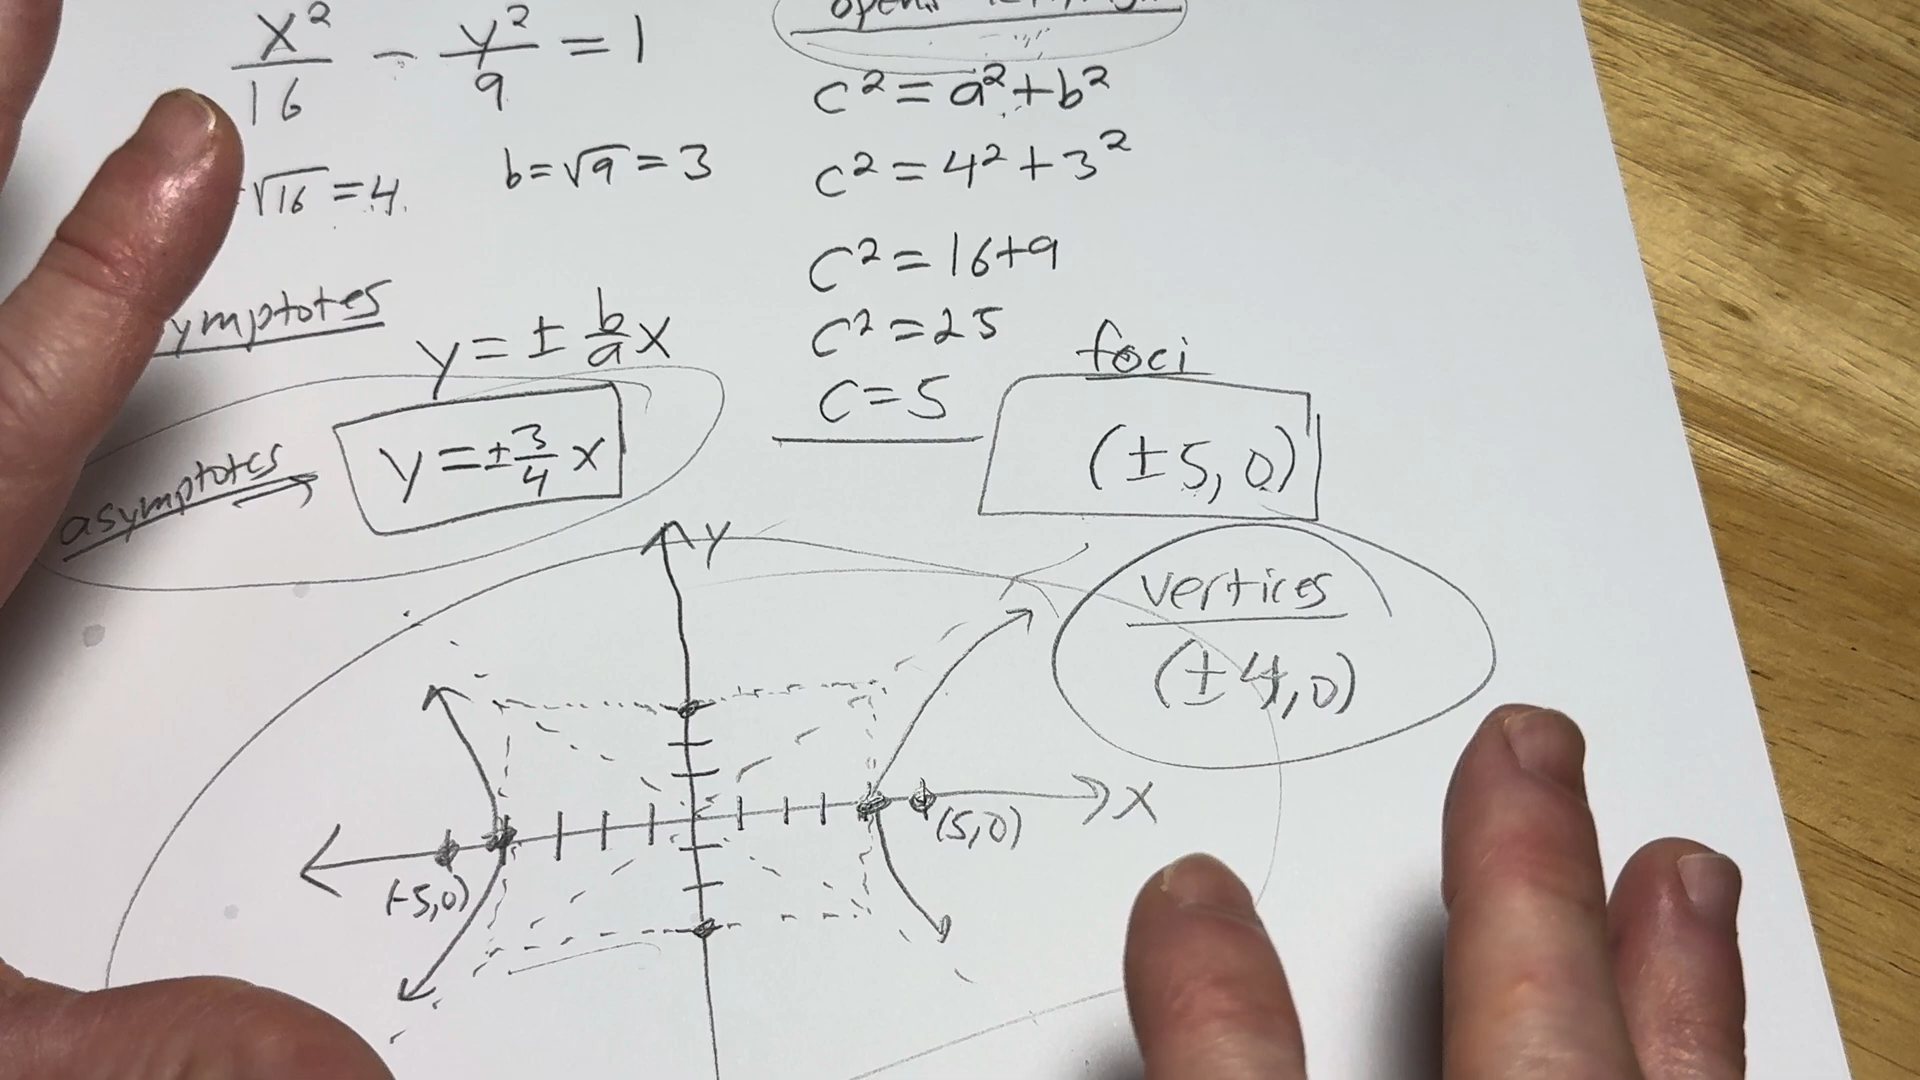 x²/16 - y²/9 = 1
√16 = 4
b = √9 = 3
ymptotes
y = ± b/a x
asymptotes → y = ± 3/4 x
opens
c² = a² + b²
c² = 4² + 3²
c² = 16+9
c² = 25
c = 5
foci
(±5, 0)
vertices
(±4, 0)
y
x
(5, 0)
(-5, 0)